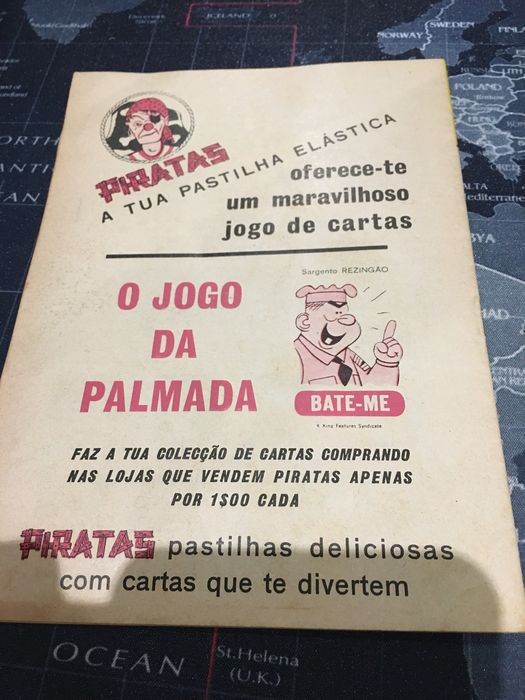 ICELAND
NORWAY
SWEDEN
FINL
POLAND
PIRATAS
A TUA PASTILHA ELÁSTICA
oferece-te
um maravilhoso
jogo de cartas
Sargento REZINGÃO
O JOGO
DA
PALMADA
BATE-ME
King Features Syndicate
FAZ A TUA COLECÇÃO DE CARTAS COMPRANDO
NAS LOJAS QUE VENDEM PIRATAS APENAS
POR 1$00 CADA
PIRATAS pastilhas deliciosas
com cartas que te divertem
OCEAN
St.Helena
(U.K.)